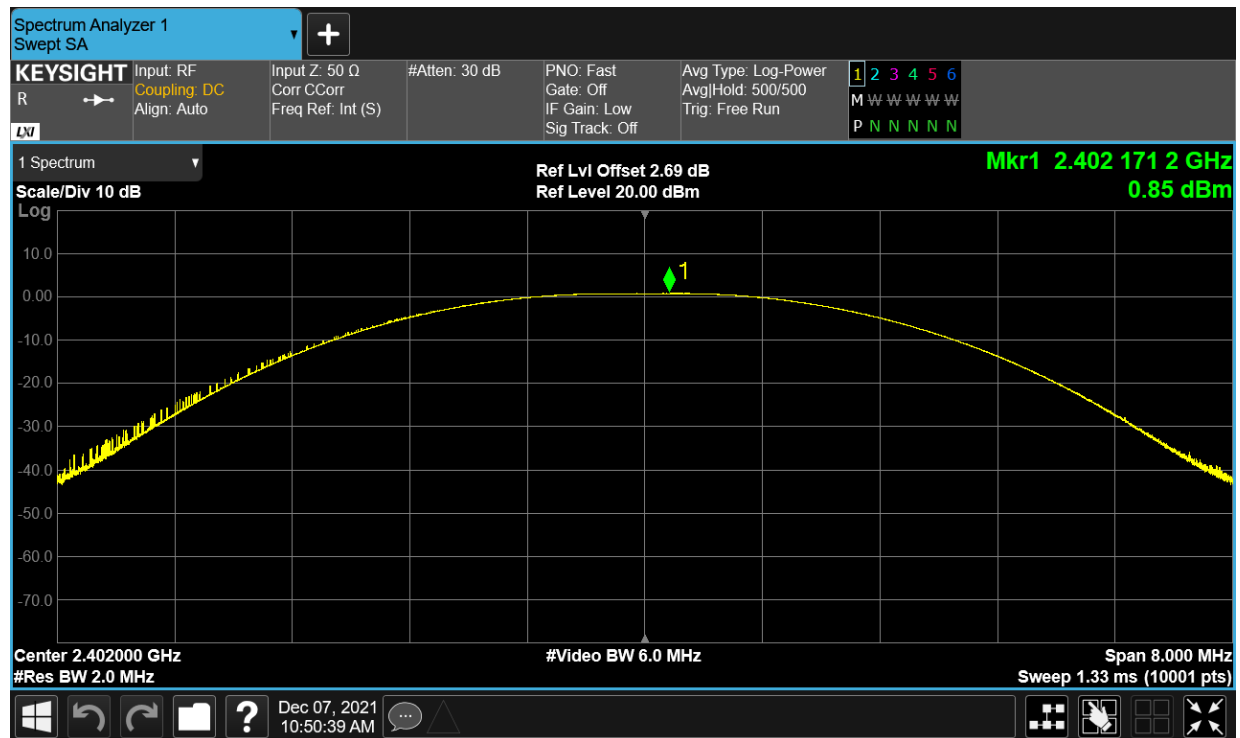 Spectrum Analyzer 1
Swept SA
KEYSIGHT
R
LXI
Input: RF
Coupling: DC
Align: Auto
Input Z: 50 Ω
Corr CCorr
Freq Ref: Int (S)
#Atten: 30 dB
PNO: Fast
Gate: Off
IF Gain: Low
Sig Track: Off
Avg Type: Log-Power
Avg|Hold: 500/500
Trig: Free Run
1 2 3 4 5 6
M W W W W W
P N N N N N
1 Spectrum
Scale/Div 10 dB
Log
Ref Lvl Offset 2.69 dB
Ref Level 20.00 dBm
Mkr1 2.402 171 2 GHz
0.85 dBm
1
10.0
0.00
-10.0
-20.0
-30.0
-40.0
-50.0
-60.0
-70.0
Center 2.402000 GHz
#Res BW 2.0 MHz
#Video BW 6.0 MHz
Span 8.000 MHz
Sweep 1.33 ms (10001 pts)
?
Dec 07, 2021
10:50:39 AM